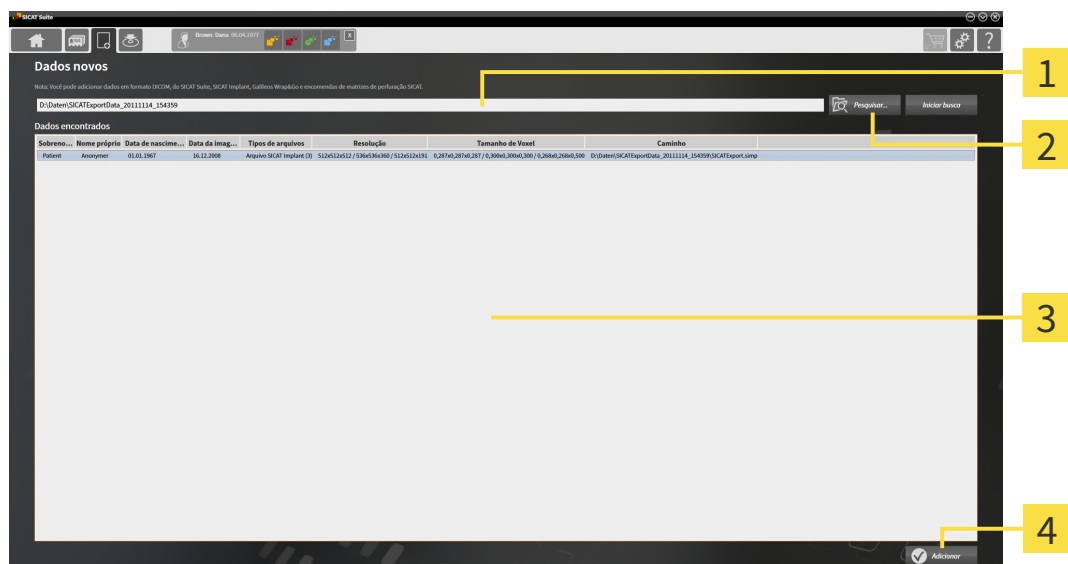 SICAT Suite
Brown Dana 06.04.1977
X
?
Dados novos
Nota: Você pode adicionar dados em formato DICOM, do SICAT Suite, SICAT Implant, Galileos Wrap&Go e encomendas de matrizes de perfuração SICAT.
D:\Daten\SICATExportData_20111114_154359
Pesquisar...
Iniciar busca
Dados encontrados
Sobreno... Nome próprio Data de nascime... Data da imag... Tipos de arquivos Resolução Tamanho de Voxel Caminho
Patient Anonymer 01.01.1967 16.12.2008 Arquivo SICAT Implant (3) 512x512x512 / 536x536x360 / 512x512x191 0,287x0,287x0,287 / 0,300x0,300x0,300 / 0,268x0,268x0,500 D:\Daten\SICATExportData_20111114_154359\SICATExport.simp
Adicionar
1
2
3
4